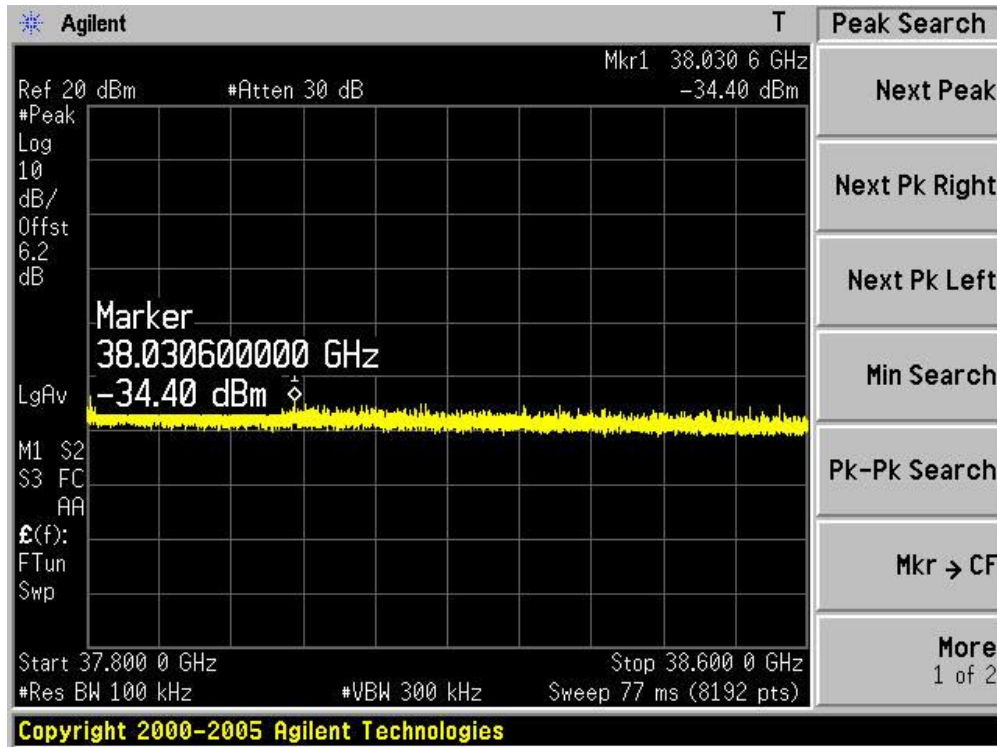 Agilent T Peak Search
Mkr1 38.030 6 GHz
Ref 20 dBm #Atten 30 dB -34.40 dBm
#Peak
Log
10
dB/
Offst
6.2
dB
Marker
38.030600000 GHz
-34.40 dBm
LgAv
M1 S2
S3 FC
AA
£(f):
FTun
Swp
Start 37.800 0 GHz Stop 38.600 0 GHz
#Res BW 100 kHz #VBW 300 kHz Sweep 77 ms (8192 pts)
Copyright 2000-2005 Agilent Technologies
Next Peak
Next Pk Right
Next Pk Left
Min Search
Pk-Pk Search
Mkr → CF
More
1 of 2